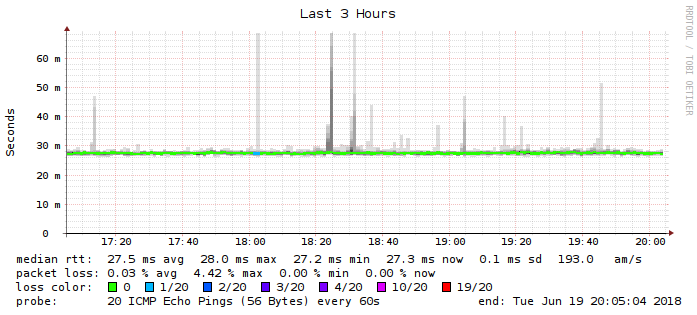 Last 3 Hours
RRDTOOL / TOBI OETIKER
Seconds
60 m
50 m
40 m
30 m
20 m
10 m
0
17:20 17:40 18:00 18:20 18:40 19:00 19:20 19:40 20:00
median rtt: 27.5 ms avg 28.0 ms max 27.2 ms min 27.3 ms now 0.1 ms sd 193.0 am/s
packet loss: 0.03 % avg 4.42 % max 0.00 % min 0.00 % now
loss color: 0 1/20 2/20 3/20 4/20 10/20 19/20
probe: 20 ICMP Echo Pings (56 Bytes) every 60s end: Tue Jun 19 20:05:04 2018